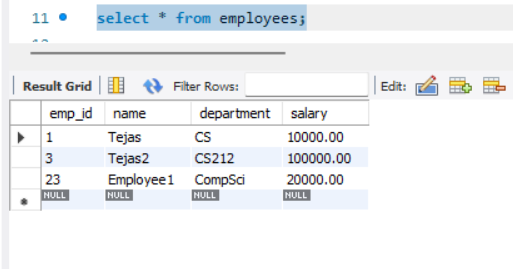 11 select * from employees;
Result Grid Filter Rows: Edit:
emp_id name department salary
1 Tejas CS 10000.00
3 Tejas2 CS212 100000.00
23 Employee1 CompSci 20000.00
NULL NULL NULL NULL